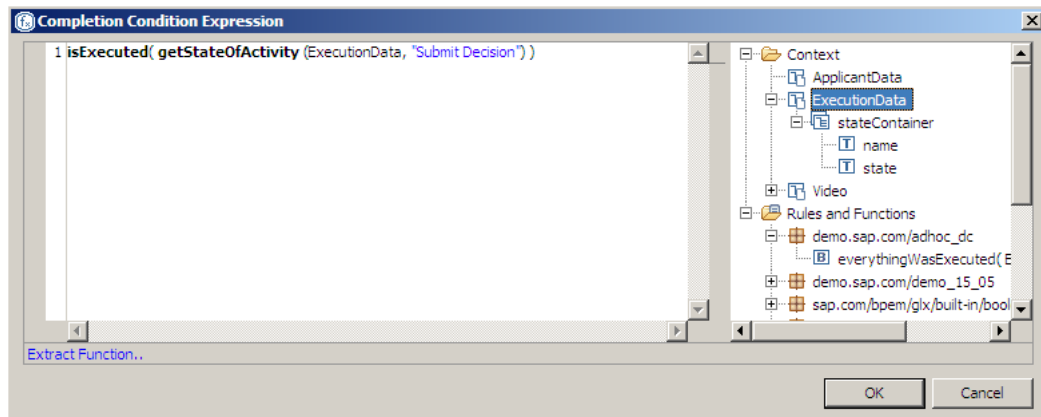 Completion Condition Expression
1 isExecuted( getStateOfActivity (ExecutionData, "Submit Decision") )
Context
ApplicantData
ExecutionData
stateContainer
name
state
Video
Rules and Functions
demo.sap.com/adhoc_dc
everythingWasExecuted( E
demo.sap.com/demo_15_05
sap.com/bpem/glx/built-in/bool
Extract Function..
OK Cancel